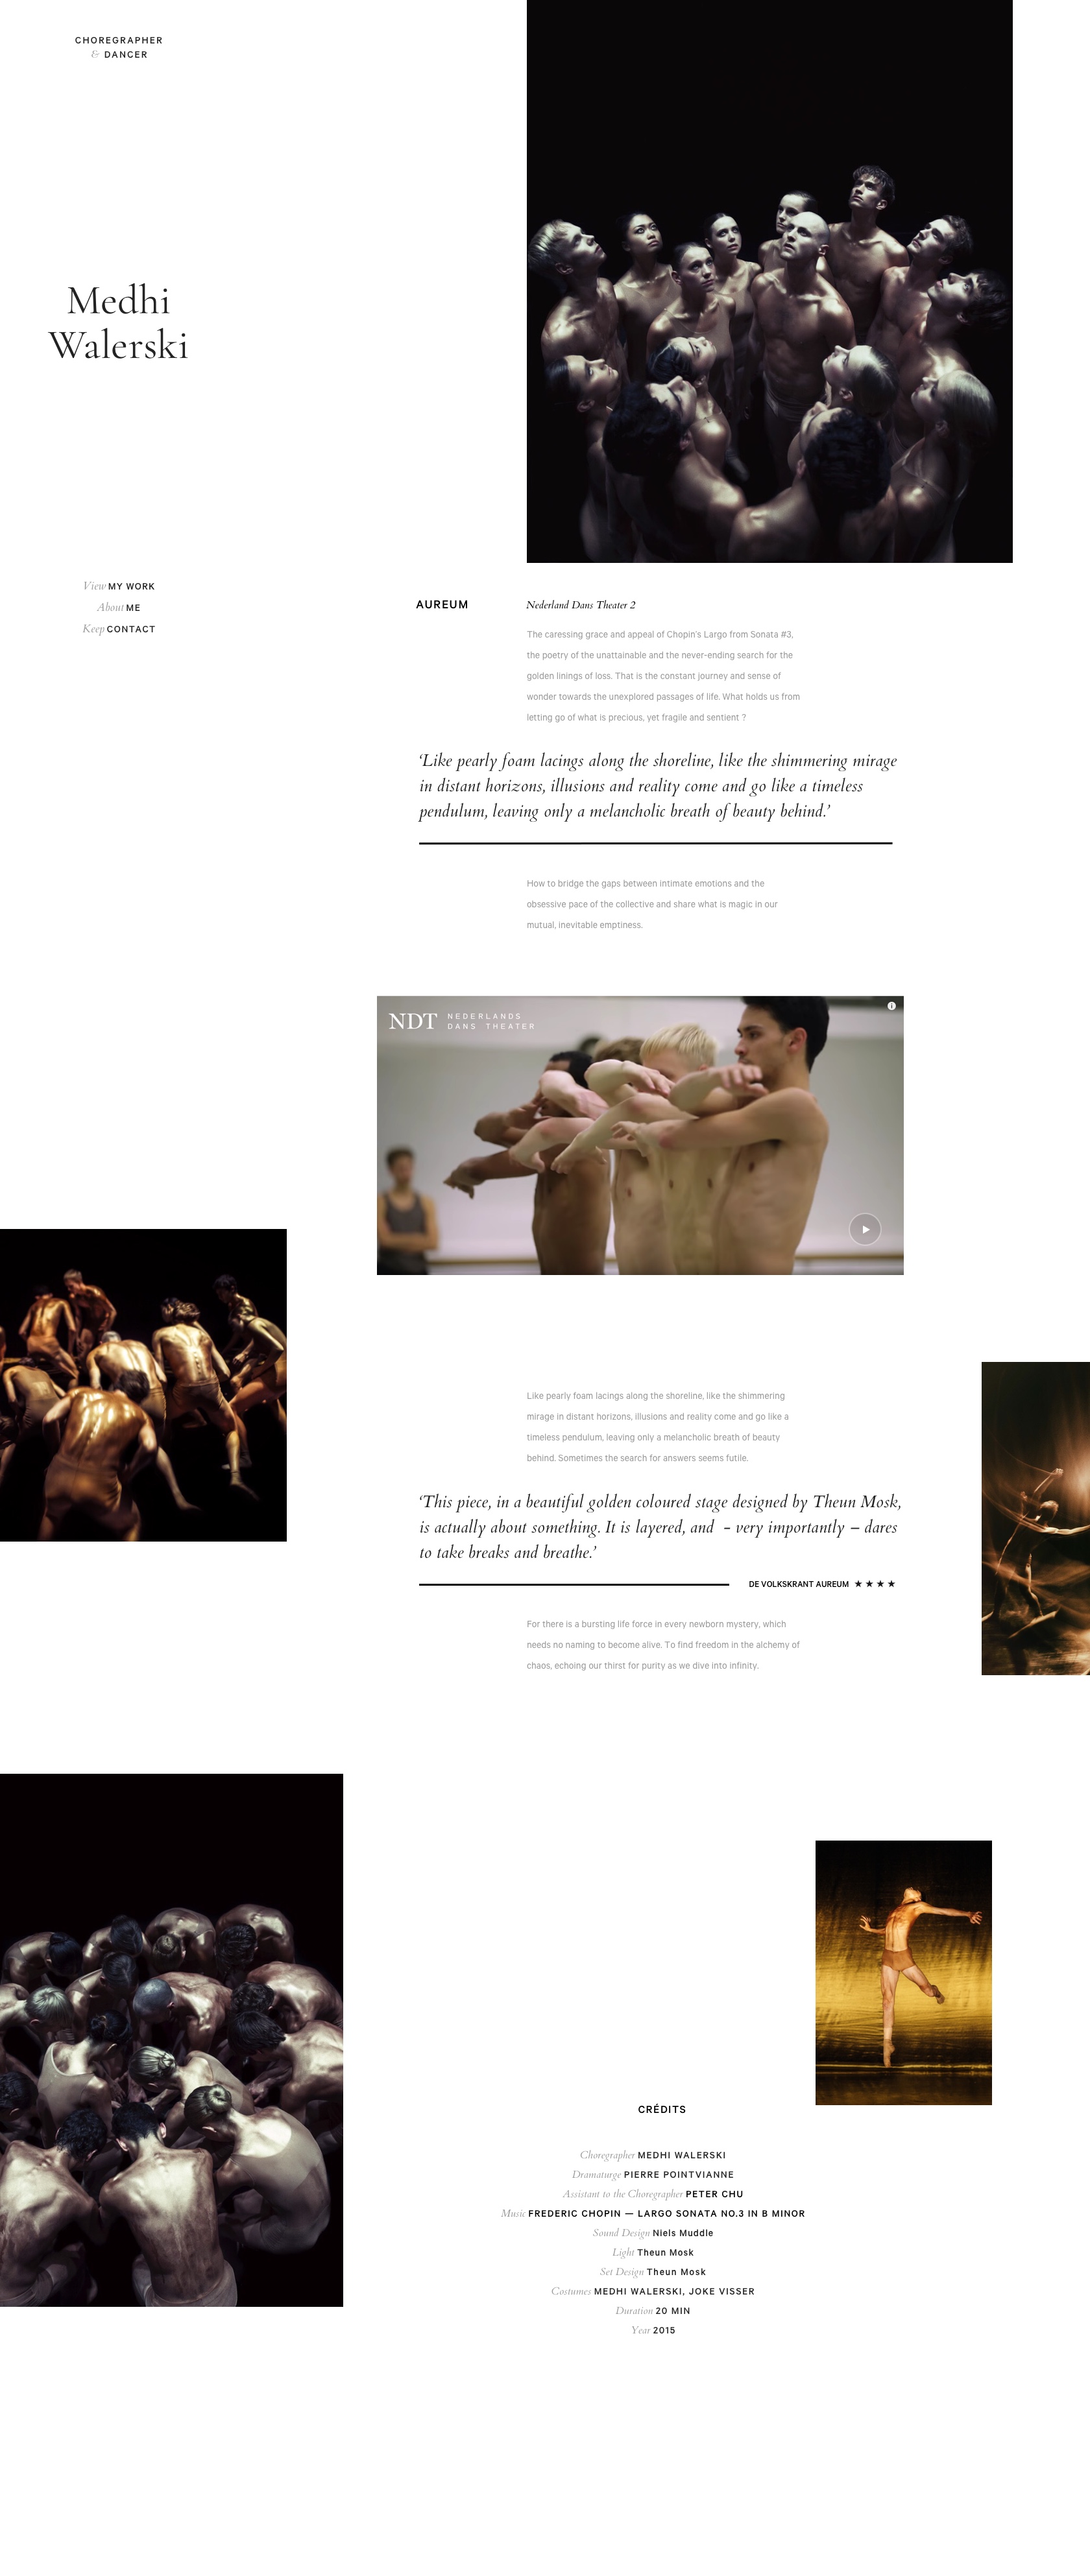 CHOREGRAPHER
& DANCER
Medhi
Walerski
View MY WORK
About ME
Keep CONTACT
AUREUM
Nederland Dans Theater 2
The caressing grace and appeal of Chopin's Largo from Sonata #3,
the poetry of the unattainable and the never-ending search for the
golden linings of loss. That is the constant journey and sense of
wonder towards the unexplored passages of life. What holds us from
letting go of what is precious, yet fragile and sentient ?
‘Like pearly foam lacings along the shoreline, like the shimmering mirage
in distant horizons, illusions and reality come and go like a timeless
pendulum, leaving only a melancholic breath of beauty behind.’
How to bridge the gaps between intimate emotions and the
obsessive pace of the collective and share what is magic in our
mutual, inevitable emptiness.
NDT
NEDERLANDS
DANS THEATER
Like pearly foam lacings along the shoreline, like the shimmering
mirage in distant horizons, illusions and reality come and go like a
timeless pendulum, leaving only a melancholic breath of beauty
behind. Sometimes the search for answers seems futile.
‘This piece, in a beautiful golden coloured stage designed by Theun Mosk,
is actually about something. It is layered, and - very importantly – dares
to take breaks and breathe.’
DE VOLKSKRANT AUREUM ★ ★ ★ ★
For there is a bursting life force in every newborn mystery, which
needs no naming to become alive. To find freedom in the alchemy of
chaos, echoing our thirst for purity as we dive into infinity.
CRÉDITS
Choregrapher MEDHI WALERSKI
Dramaturge PIERRE POINTVIANNE
Assistant to the Choregrapher PETER CHU
Music FREDERIC CHOPIN — LARGO SONATA NO.3 IN B MINOR
Sound Design Niels Muddle
Light Theun Mosk
Set Design Theun Mosk
Costumes MEDHI WALERSKI, JOKE VISSER
Duration 20 MIN
Year 2015